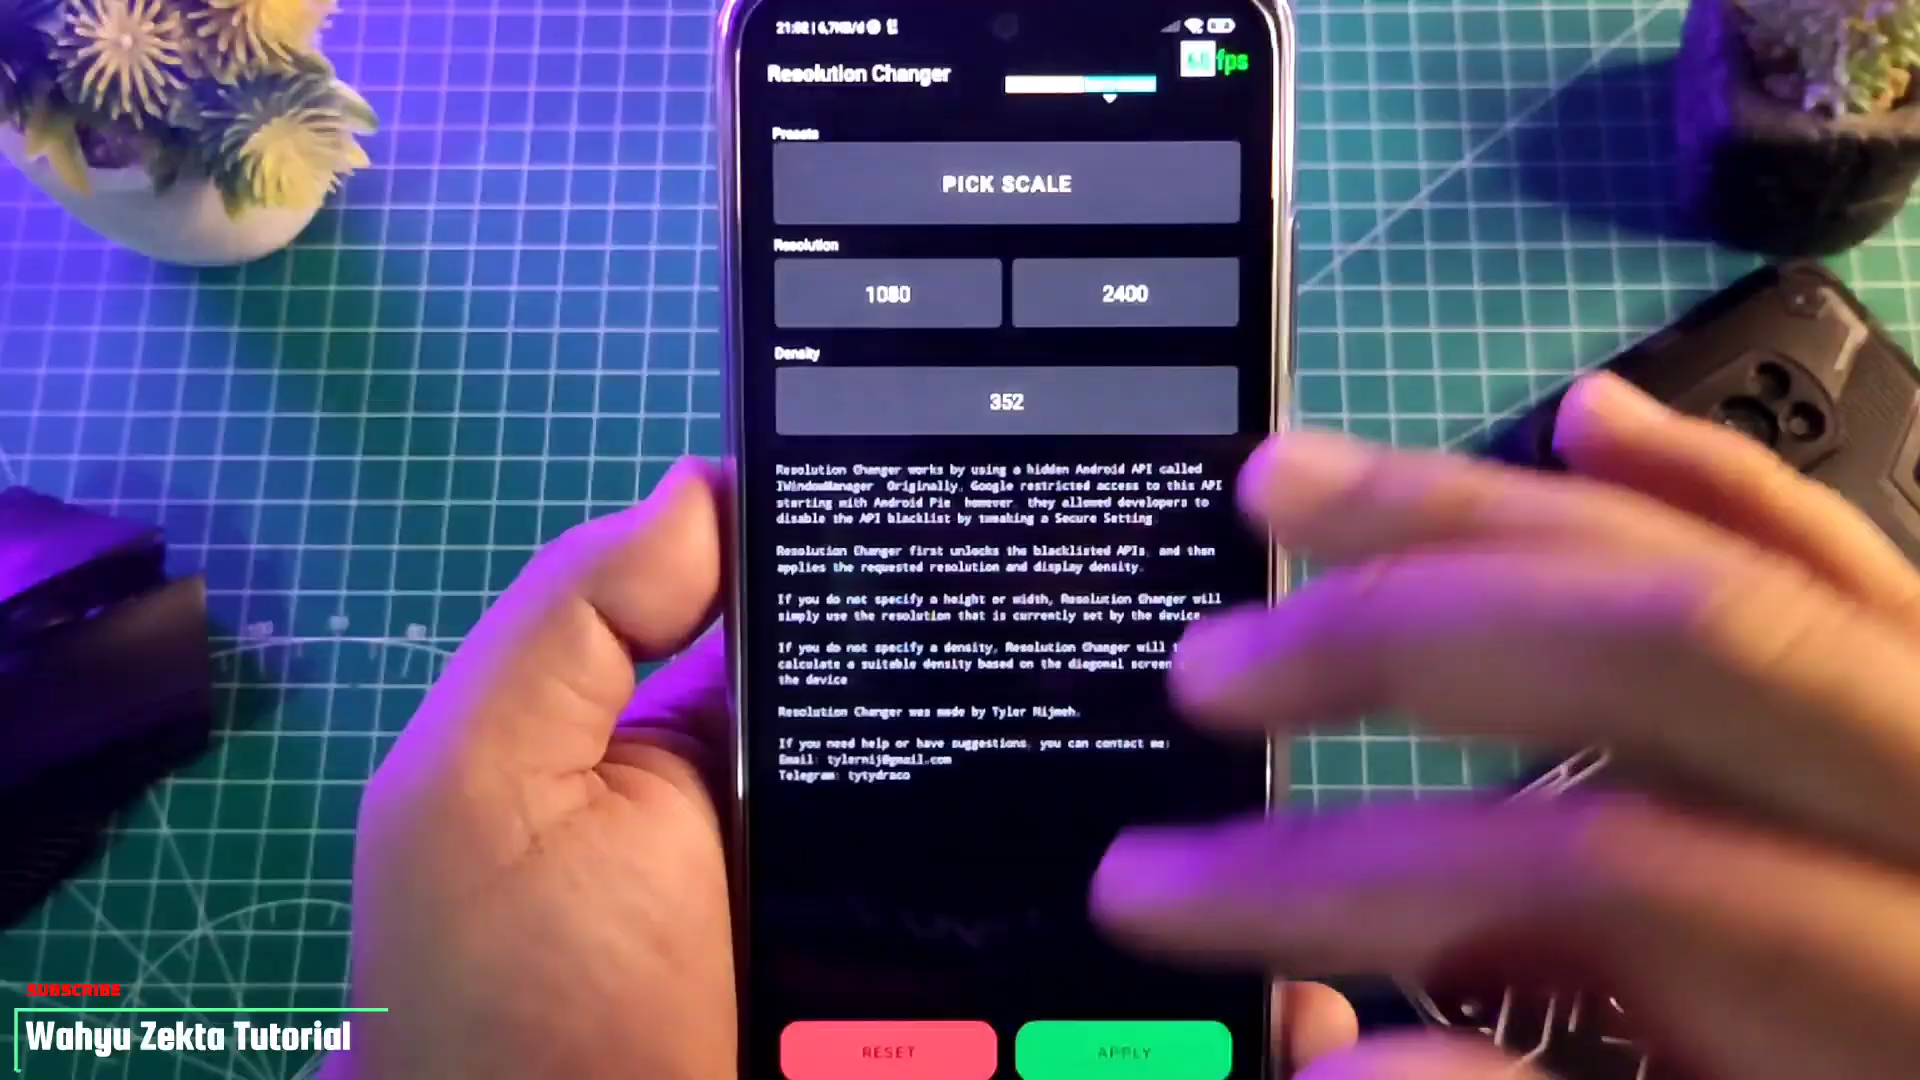 21:02 | 6,7KB/d
fps
Resolution Changer
Presets
PICK SCALE
Resolution
1080
2400
Density
352
Resolution Changer works by using a hidden Android API called
IWindowManager. Originally, Google restricted access to this API
starting with Android Pie, however, they allowed developers to
disable the API blacklist by tweaking a Secure Setting.
Resolution Changer first unlocks the blacklisted APIs, and then
applies the requested resolution and display density.
If you do not specify a height or width, Resolution Changer will
simply use the resolution that is currently set by the device.
If you do not specify a density, Resolution Changer will
calculate a suitable density based on the diagonal screen
the device
Resolution Changer was made by Tyler Nijmeh.
If you need help or have suggestions, you can contact me:
Email: tylernij@gmail.com
Telegram: tytydraco
RESET
APPLY
SUBSCRIBE
Wahyu Zekta Tutorial